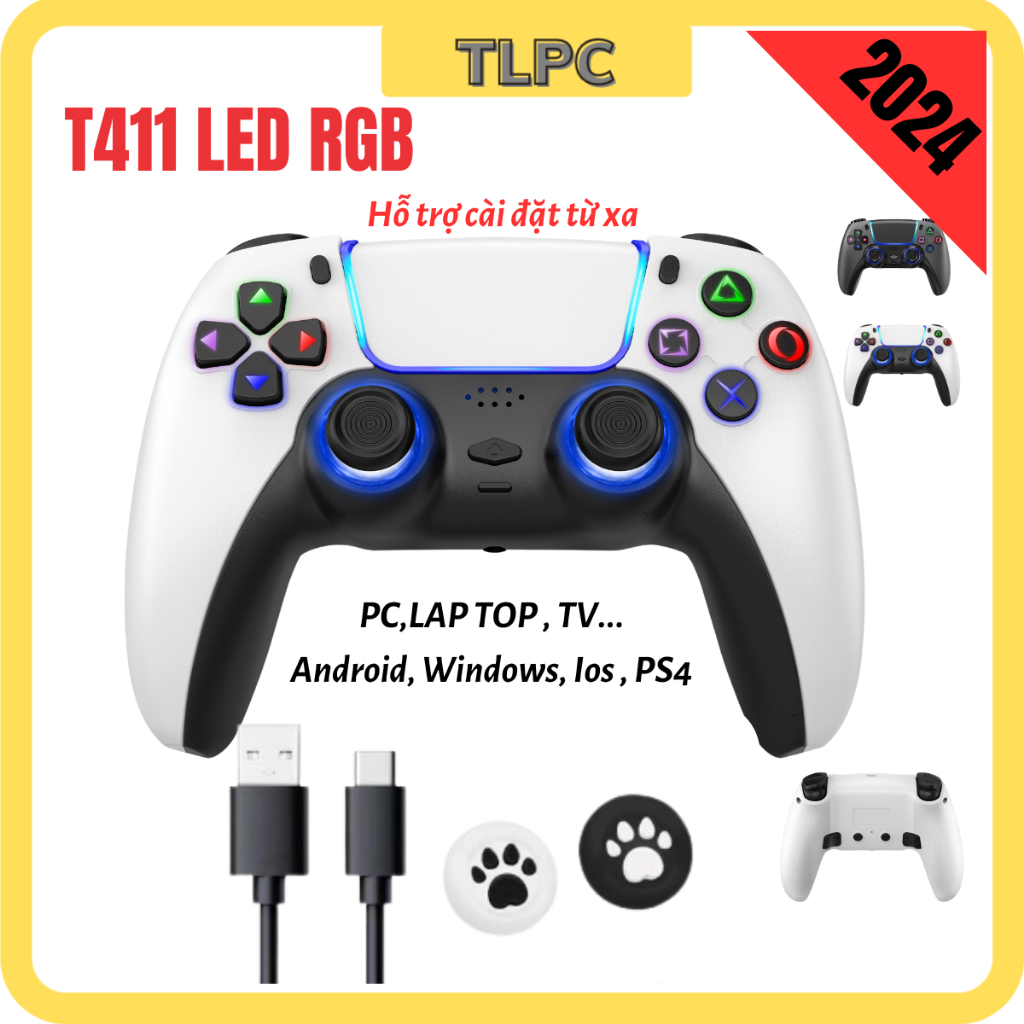 TLPC
2024
T411 LED RGB
Hỗ trợ cài đặt từ xa
PC,LAP TOP , TV...
Android, Windows, Ios , PS4